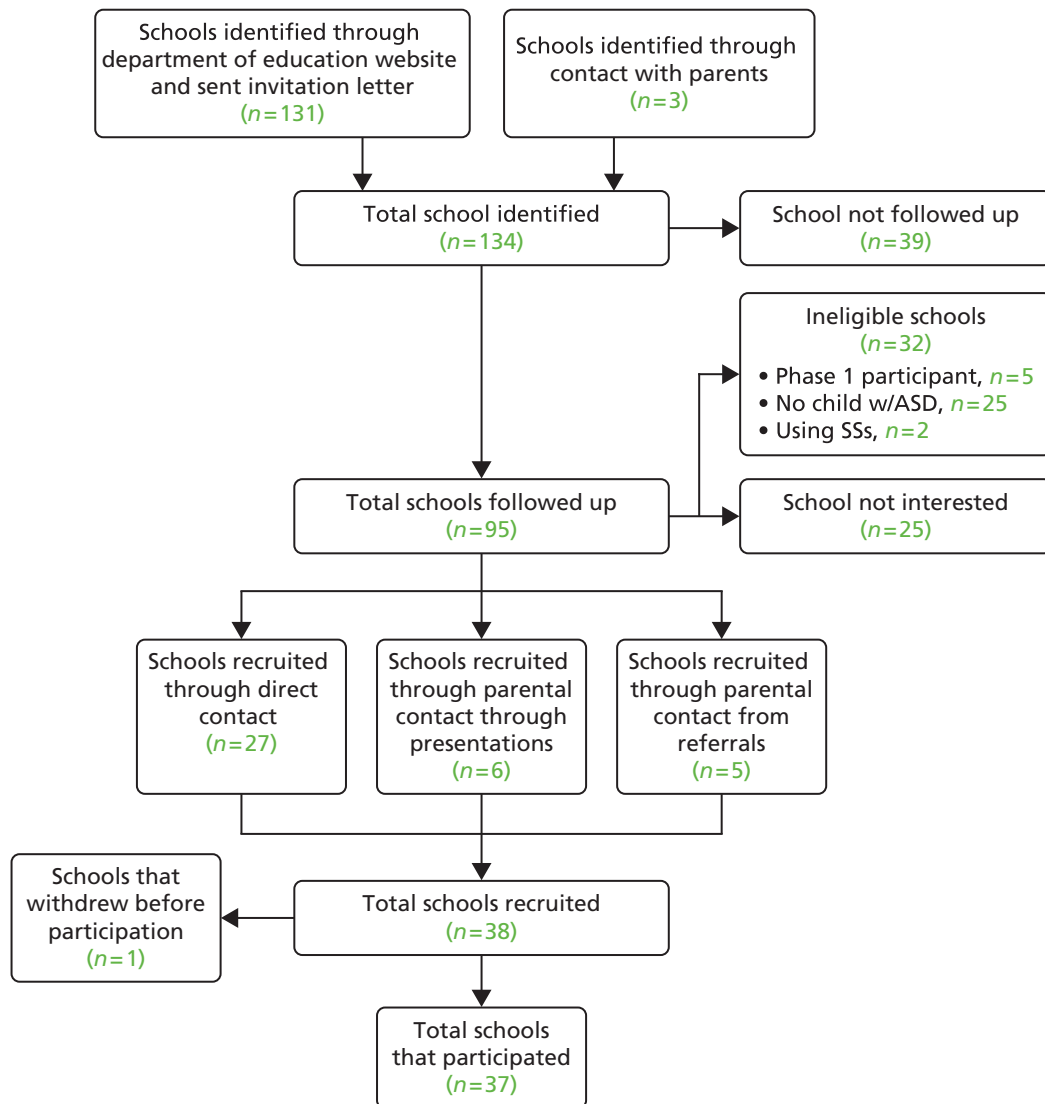 Schools identified through
department of education website
and sent invitation letter
(n=131)
Schools identified through
contact with parents
(n=3)
Total school identified
(n=134)
School not followed up
(n=39)
Ineligible schools
(n=32)
• Phase 1 participant, n=5
• No child w/ASD, n=25
• Using SSs, n=2
Total schools followed up
(n=95)
School not interested
(n=25)
Schools recruited
through direct
contact
(n=27)
Schools recruited
through parental
contact through
presentations
(n=6)
Schools recruited
through parental
contact from
referrals
(n=5)
Schools that
withdrew before
participation
(n=1)
Total schools recruited
(n=38)
Total schools
that participated
(n=37)